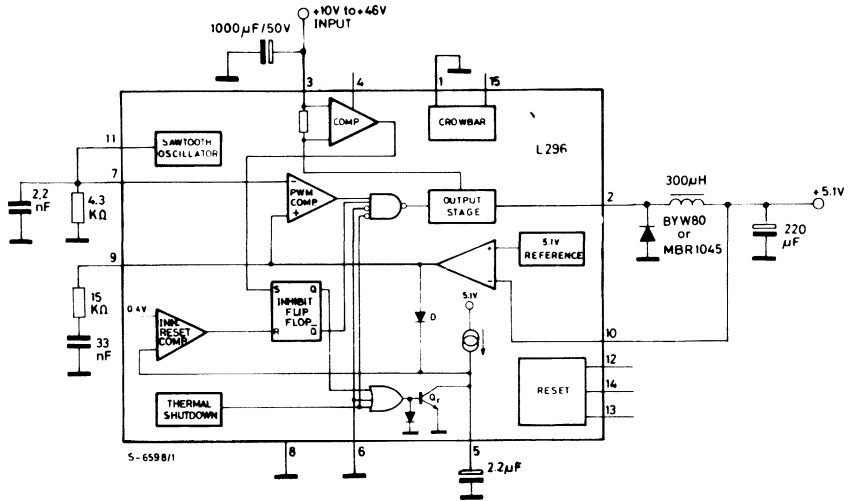 +10V to +46V
INPUT
1000µF/50V
3
4
1
15
COMP
CROWBAR
L296
11
SAWTOOTH
OSCILLATOR
7
2,2
nF
4.3
KΩ
−
PWM
COMP
+
OUTPUT
STAGE
2
300µH
+5.1V
BYW80
or
MBR1045
220
µF
9
+
5.1V
REFERENCE
−
15
KΩ
33
nF
0.4V
INH.
RESET
COMB
S
Q
INHIBIT
FLIP
FLOP
R
Q̅
D
5.1V
10
12
RESET
14
13
THERMAL
SHUTDOWN
Qr
S-6598/1
8
6
5
2.2µF